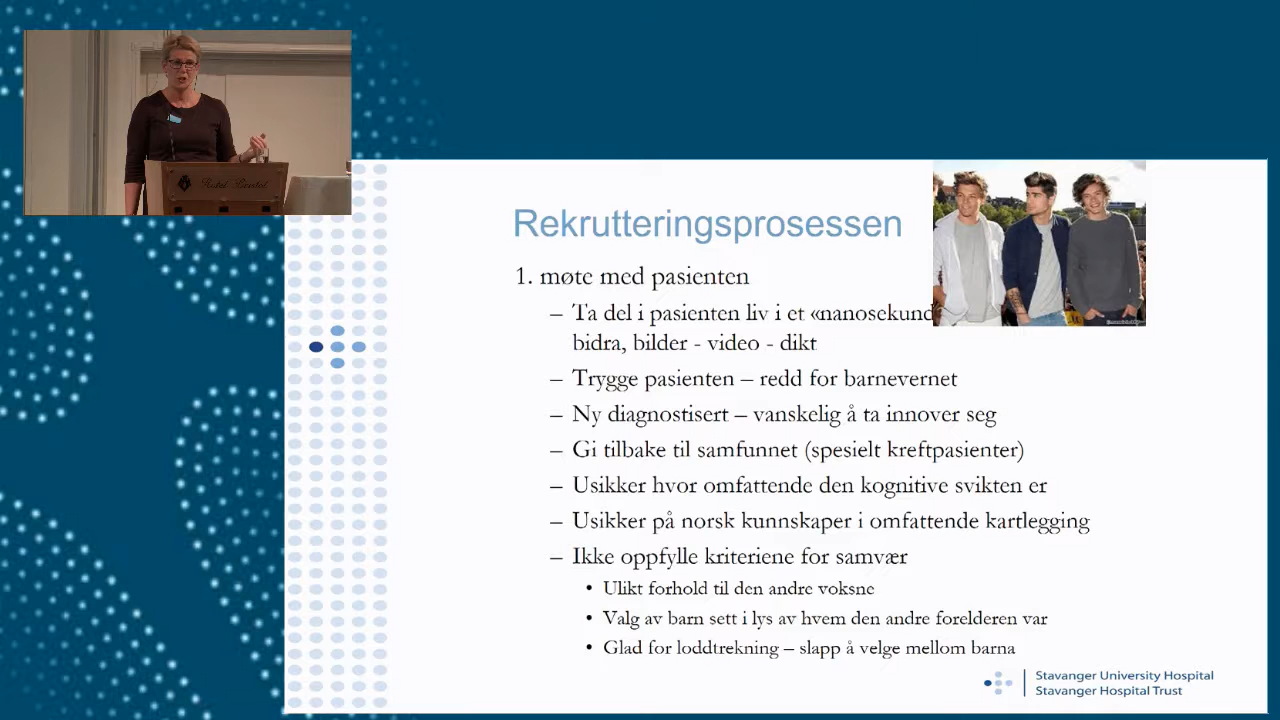 Rekrutteringsprosessen
1. møte med pasienten
– Ta del i pasienten liv i et «nanosekund
bidra, bilder - video - dikt
– Trygge pasienten – redd for barnevernet
– Ny diagnostisert – vanskelig å ta innover seg
– Gi tilbake til samfunnet (spesielt kreftpasienter)
– Usikker hvor omfattende den kognitive svikten er
– Usikker på norsk kunnskaper i omfattende kartlegging
– Ikke oppfylle kriteriene for samvær
• Ulikt forhold til den andre voksne
• Valg av barn sett i lys av hvem den andre forelderen var
• Glad for loddtrekning – slapp å velge mellom barna
Stavanger University Hospital
Stavanger Hospital Trust